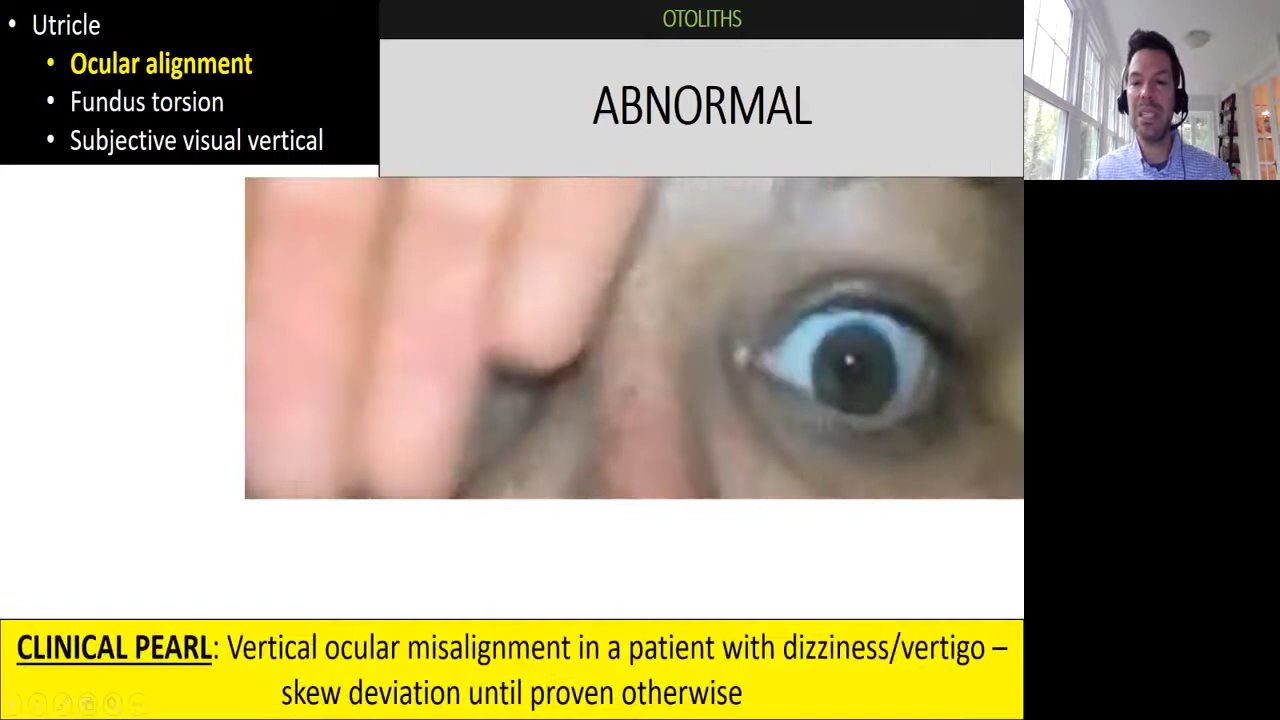 • Utricle
• Ocular alignment
• Fundus torsion
• Subjective visual vertical
OTOLITHS
ABNORMAL
CLINICAL PEARL: Vertical ocular misalignment in a patient with dizziness/vertigo –
skew deviation until proven otherwise